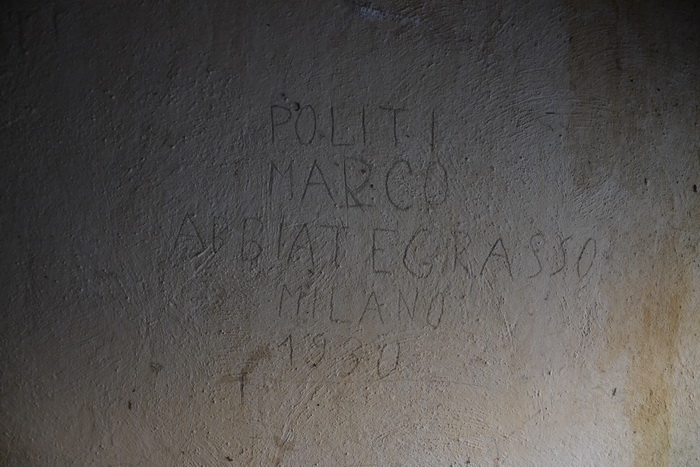 POLITI
MARCO
ABBIATEGRASSO
MILANO
1930